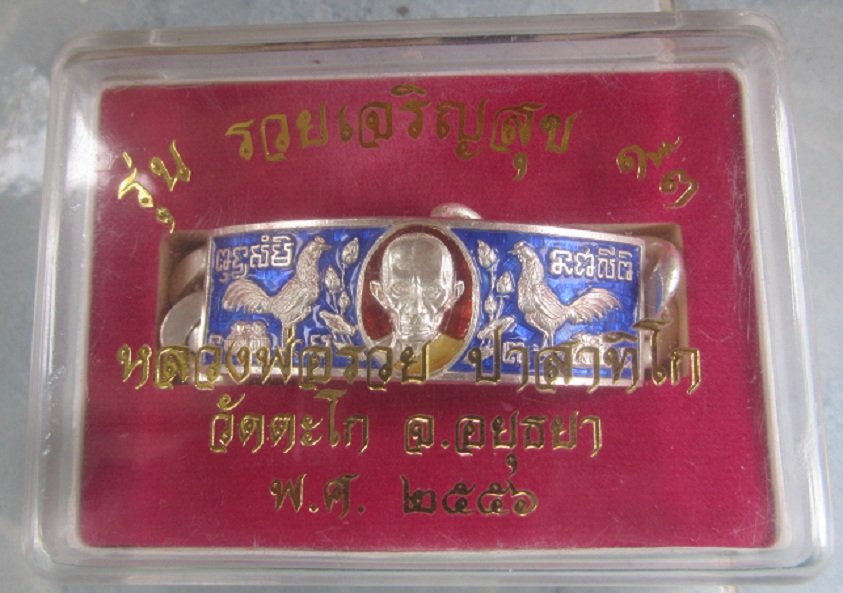 รุ่น รวยเจริญสุข ๙๓
หลวงพ่อรวย ปาสาทิโก
วัดตะโก จ.อยุธยา
พ.ศ. ๒๕๕๖